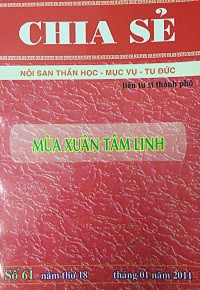 CHIA SẺ
NỘI SAN THẦN HỌC - MỤC VỤ - TU ĐỨC
liên tu sĩ thành phố
MÙA XUÂN TÂM LINH
Số 61 năm thứ 18 tháng 01 năm 2011